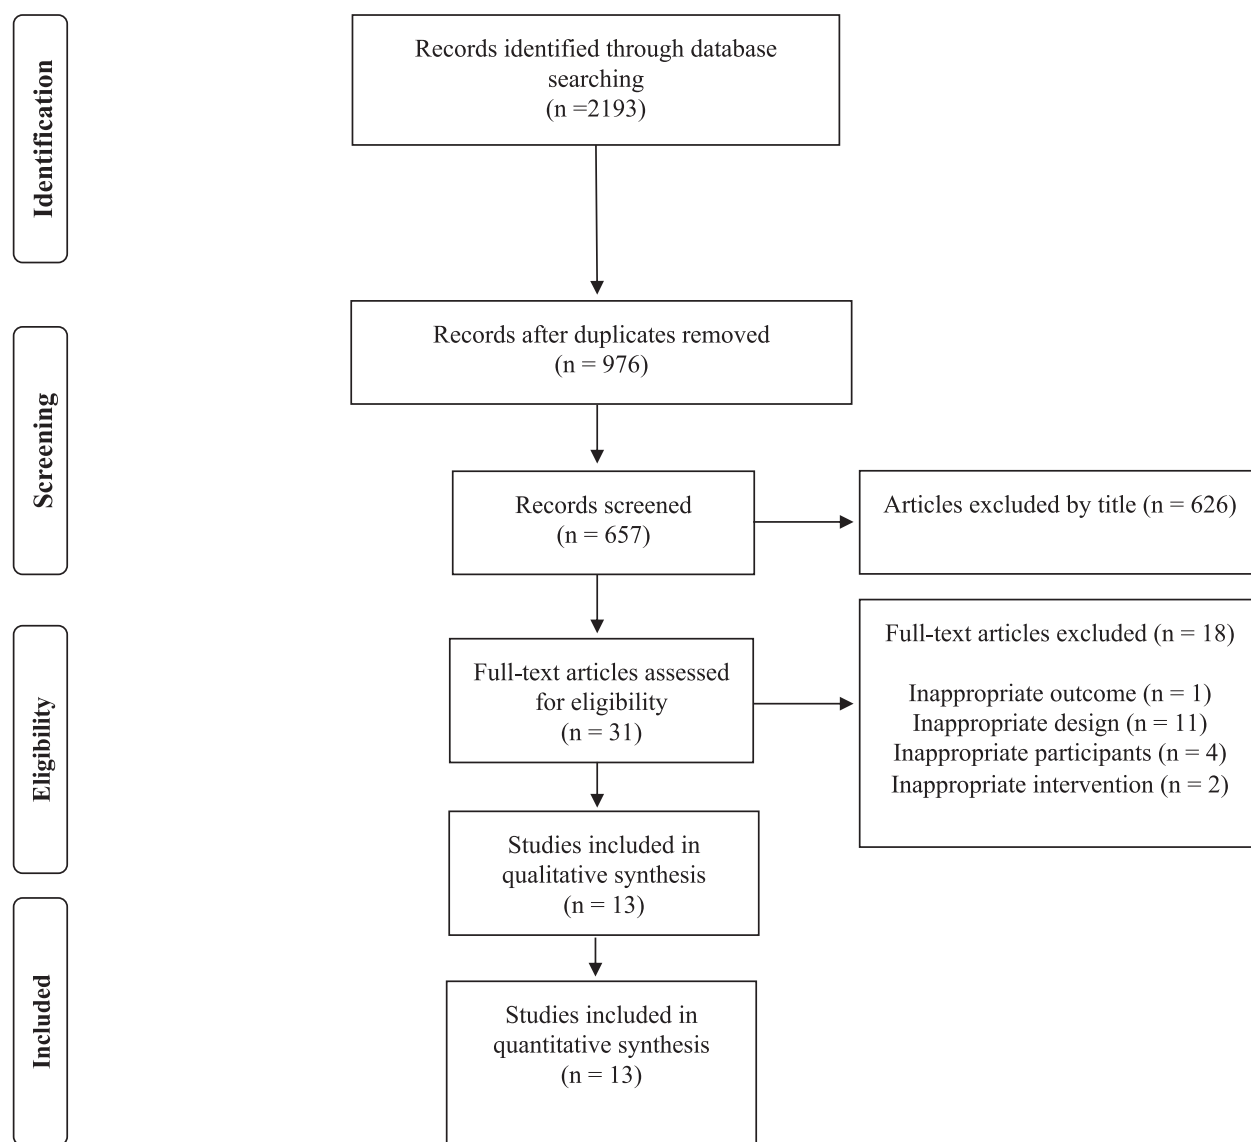 Identification
Records identified through database
searching
(n =2193)
Screening
Records after duplicates removed
(n = 976)
Records screened
(n = 657)
Articles excluded by title (n = 626)
Eligibility
Full-text articles assessed
for eligibility
(n = 31)
Full-text articles excluded (n = 18)
Inappropriate outcome (n = 1)
Inappropriate design (n = 11)
Inappropriate participants (n = 4)
Inappropriate intervention (n = 2)
Studies included in
qualitative synthesis
(n = 13)
Included
Studies included in
quantitative synthesis
(n = 13)